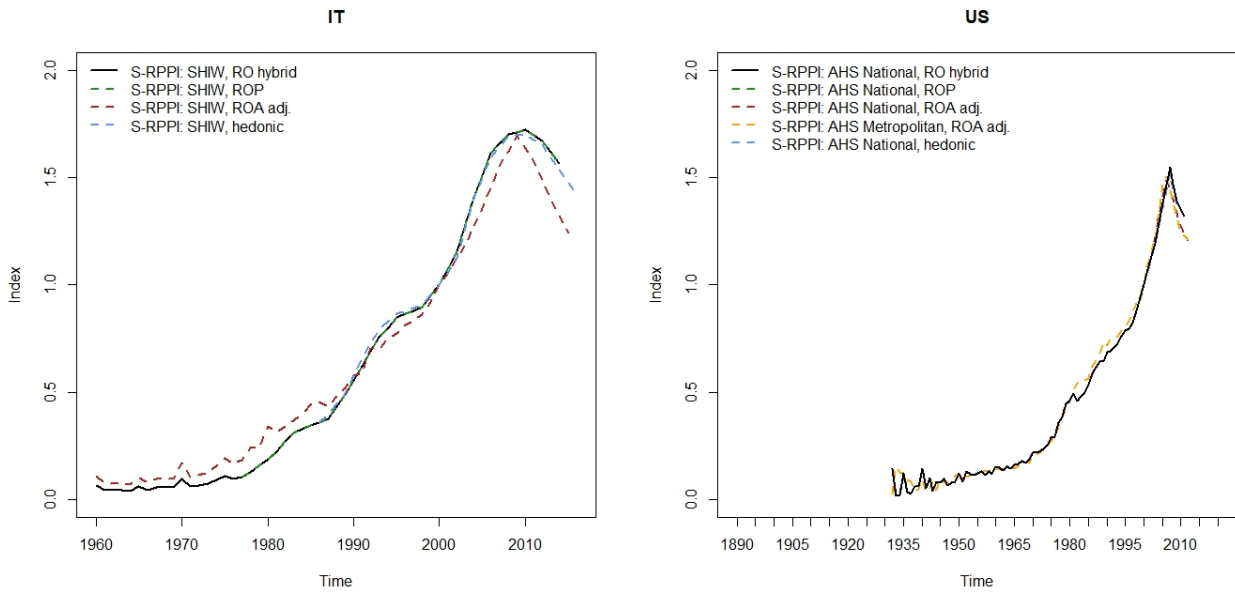 IT
S-RPPI: SHIW, RO hybrid
S-RPPI: SHIW, ROP
S-RPPI: SHIW, ROA adj.
S-RPPI: SHIW, hedonic
2.0
1.5
1.0
0.5
0.0
Index
1960 1970 1980 1990 2000 2010
Time
US
S-RPPI: AHS National, RO hybrid
S-RPPI: AHS National, ROP
S-RPPI: AHS National, ROA adj.
S-RPPI: AHS Metropolitan, ROA adj.
S-RPPI: AHS National, hedonic
2.0
1.5
1.0
0.5
0.0
Index
1890 1905 1920 1935 1950 1965 1980 1995 2010
Time